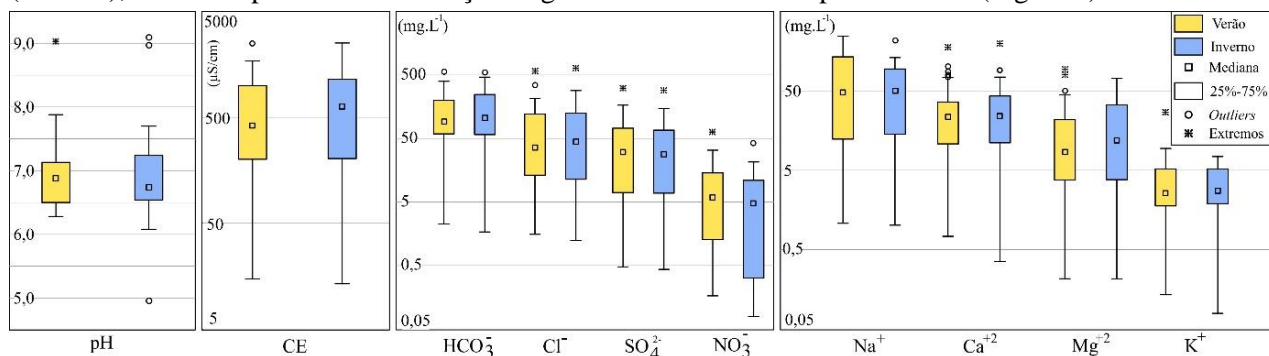 9,0
8,0
7,0
6,0
5,0
pH
5000
(µS/cm)
500
50
5
CE
(mg.L⁻¹)
500
50
5
0,5
0,05
HCO₃⁻
Cl⁻
SO₄²⁻
NO₃⁻
(mg.L⁻¹)
50
5
0,5
0,05
Na⁺
Ca⁺²
Mg⁺²
K⁺
Verão
Inverno
Mediana
25%-75%
Outliers
Extremos